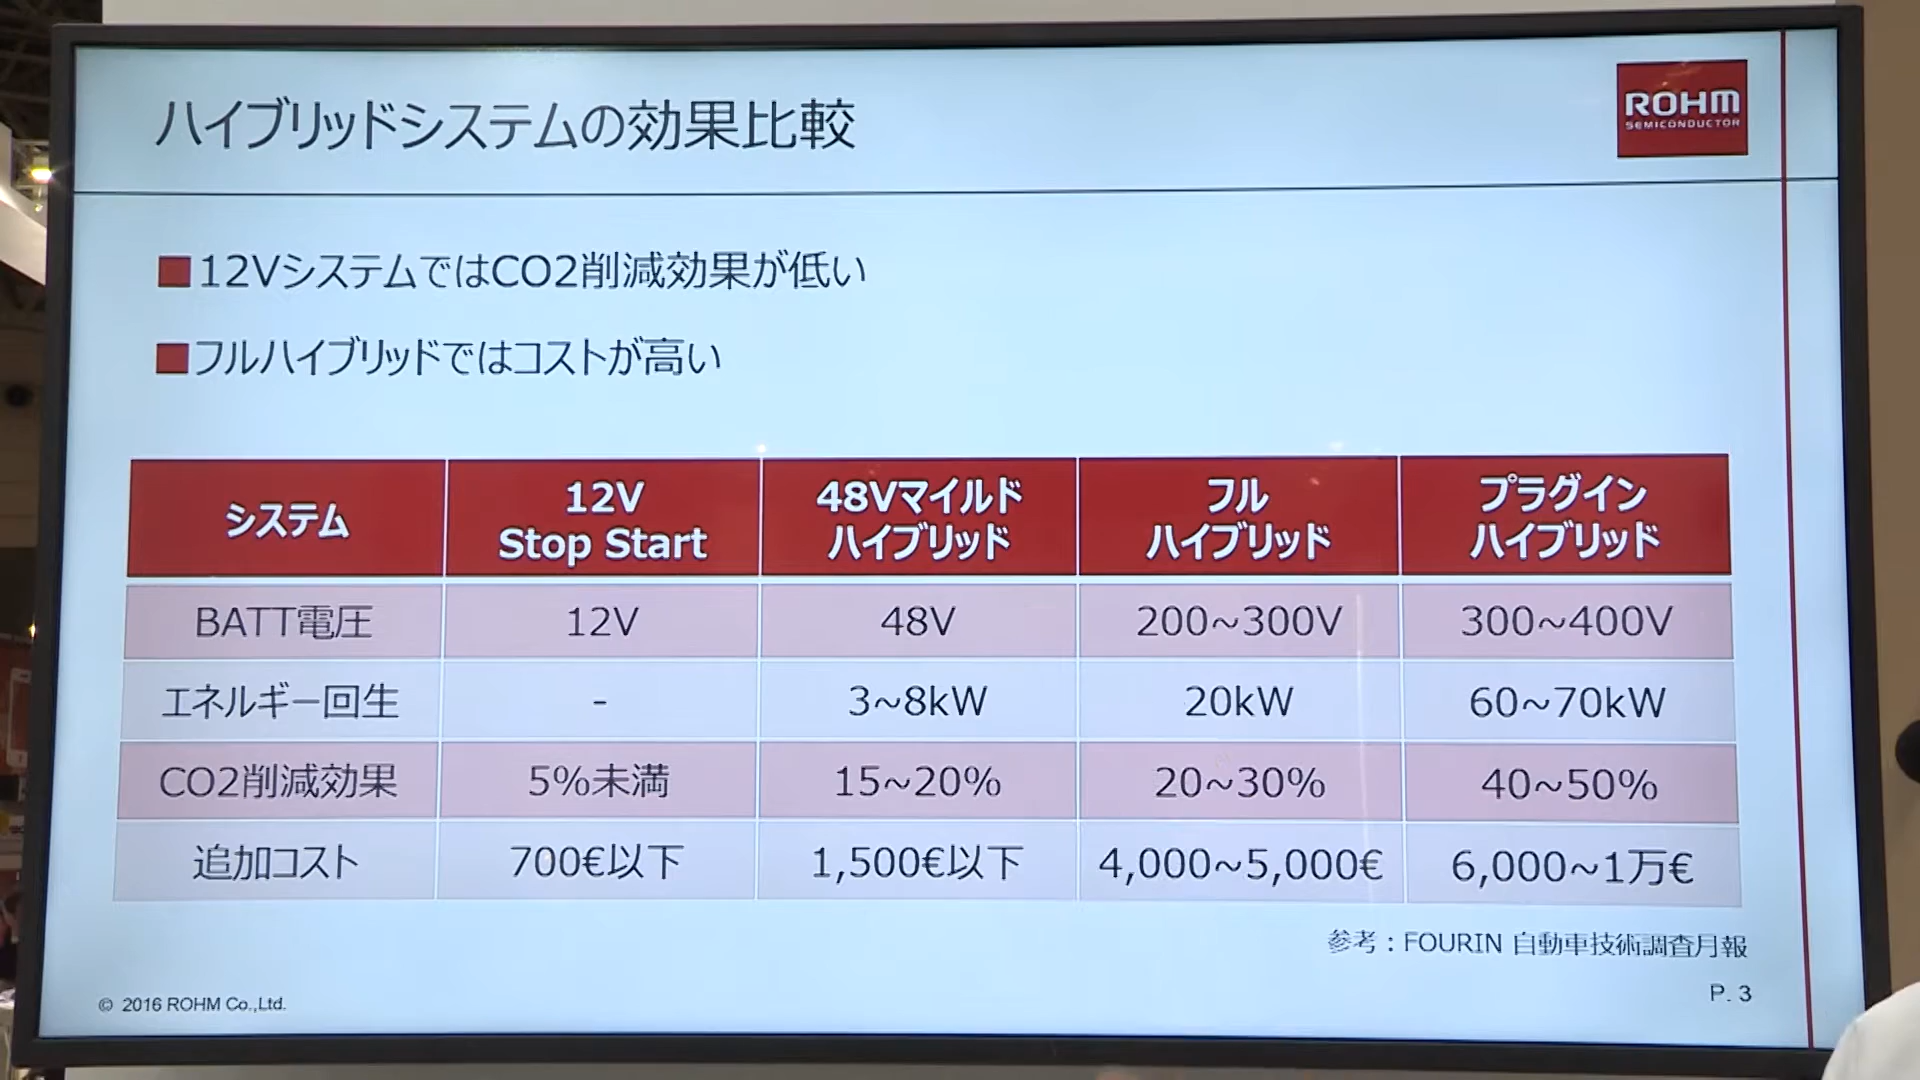 ハイブリッドシステムの効果比較
ROHM
SEMICONDUCTOR
■12VシステムではCO2削減効果が低い
■フルハイブリッドではコストが高い
システム
12V
Stop Start
48Vマイルド
ハイブリッド
フル
ハイブリッド
プラグイン
ハイブリッド
BATT電圧 12V 48V 200~300V 300~400V
エネルギー回生 - 3~8kW 20kW 60~70kW
CO2削減効果 5%未満 15~20% 20~30% 40~50%
追加コスト 700€以下 1,500€以下 4,000~5,000€ 6,000~1万€
参考：FOURIN 自動車技術調査月報
© 2016 ROHM Co.,Ltd.
P. 3